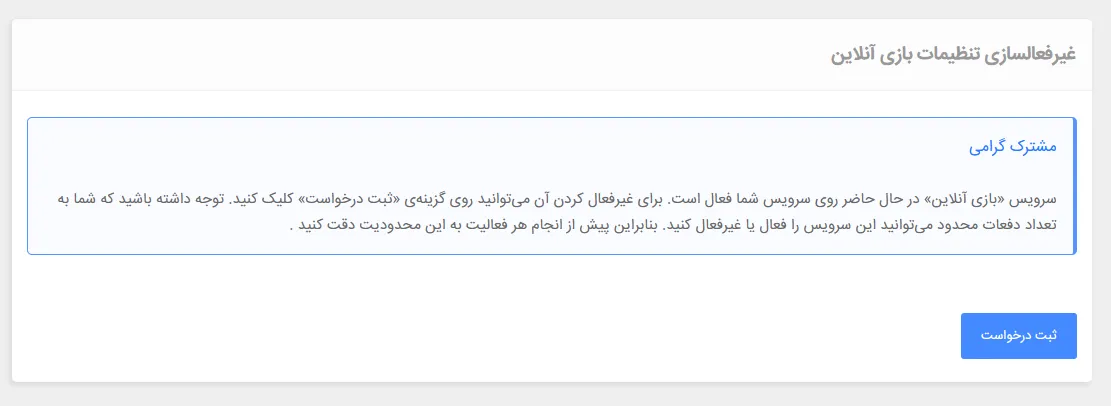 غیرفعالسازی تنظیمات بازی آنلاین
مشترک گرامی
سرویس «بازی آنلاین» در حال حاضر روی سرویس شما فعال است. برای غیرفعال کردن آن می‌توانید روی گزینه‌ی «ثبت درخواست» کلیک کنید. توجه داشته باشید که شما به
تعداد دفعات محدود می‌توانید این سرویس را فعال یا غیرفعال کنید. بنابراین پیش از انجام هر فعالیت به این محدودیت دقت کنید .
ثبت درخواست